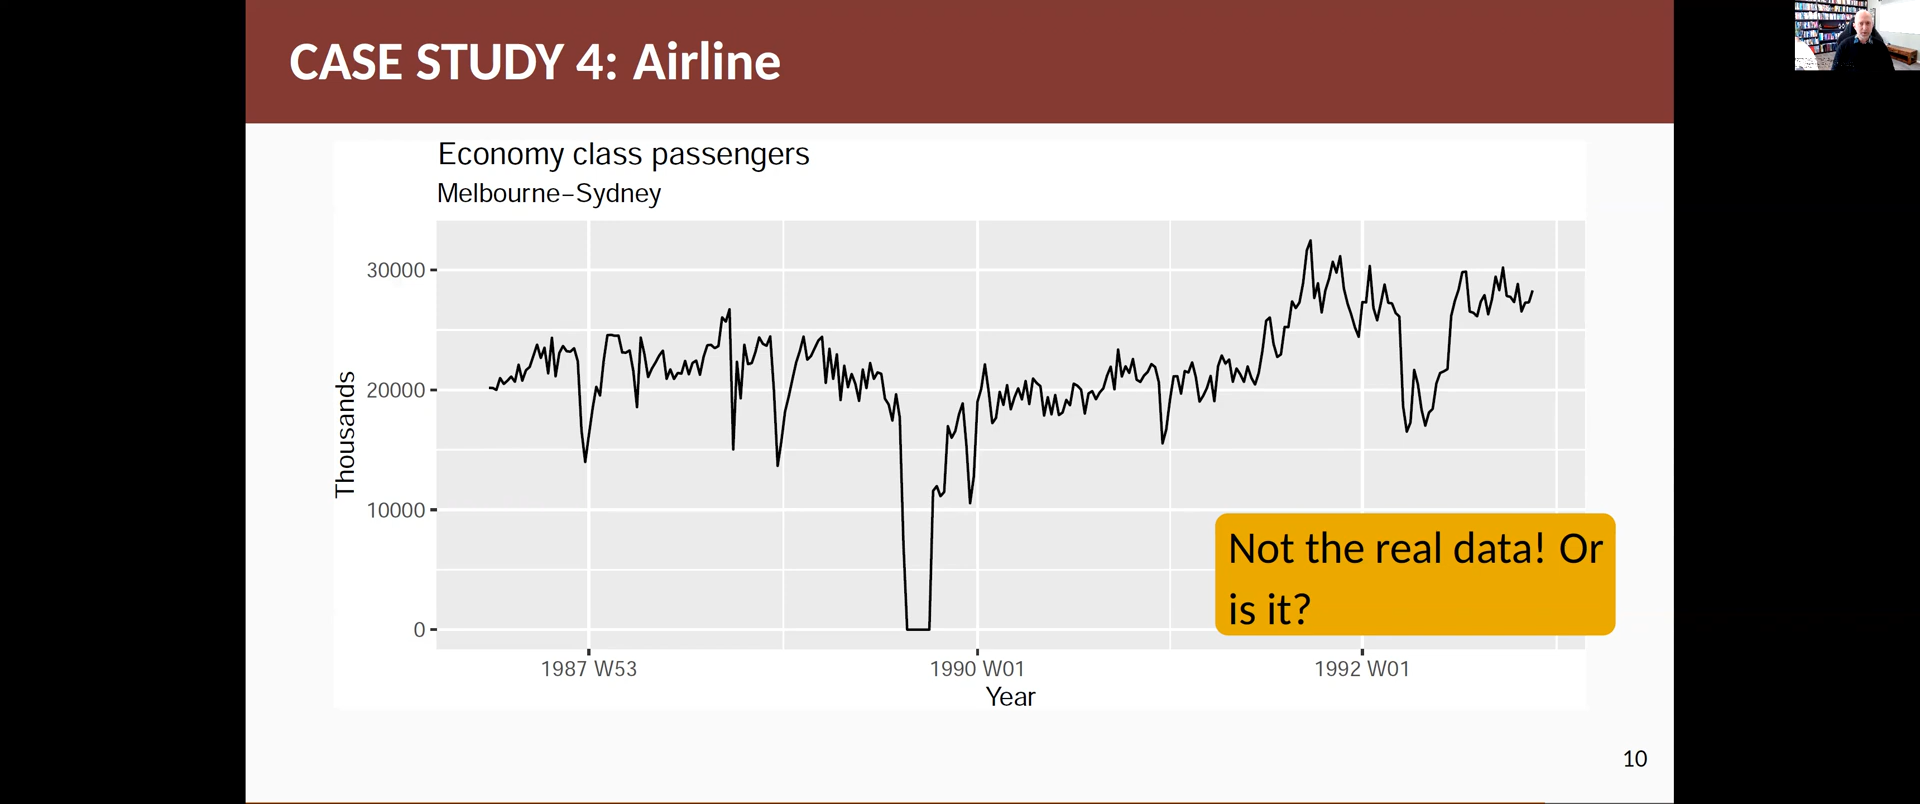 CASE STUDY 4: Airline
Economy class passengers
Melbourne−Sydney
30000
20000
10000
0
Thousands
1987 W53
1990 W01
1992 W01
Year
Not the real data! Or
is it?
10